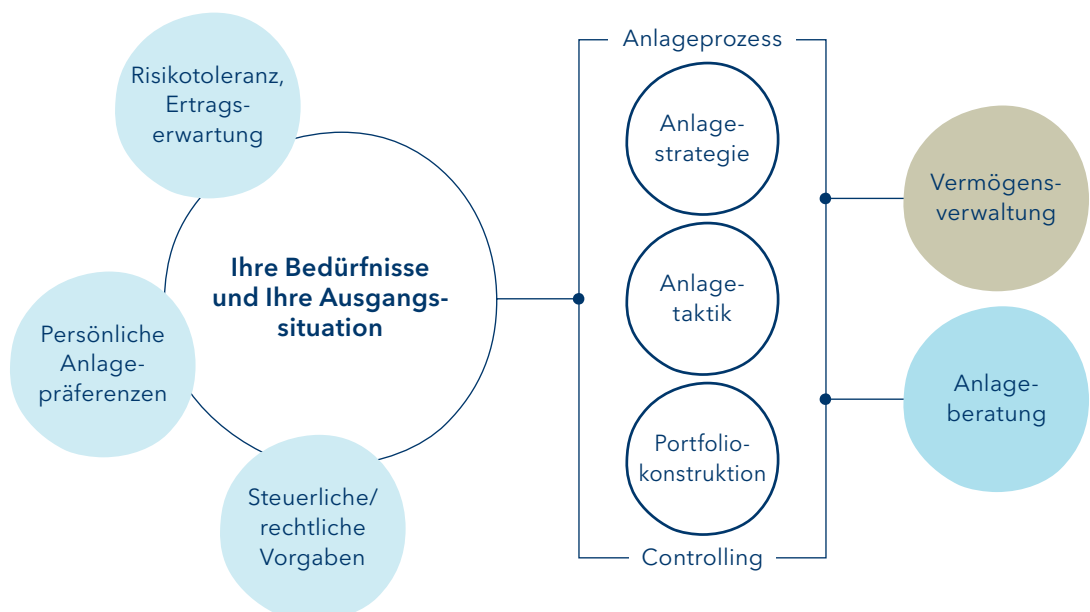 Risikotoleranz,
Ertrags-
erwartung
Ihre Bedürfnisse
und Ihre Ausgangs-
situation
Persönliche
Anlage-
präferenzen
Steuerliche/
rechtliche
Vorgaben
Anlageprozess
Anlage-
strategie
Anlage-
taktik
Portfolio-
konstruktion
Controlling
Vermögens-
verwaltung
Anlage-
beratung